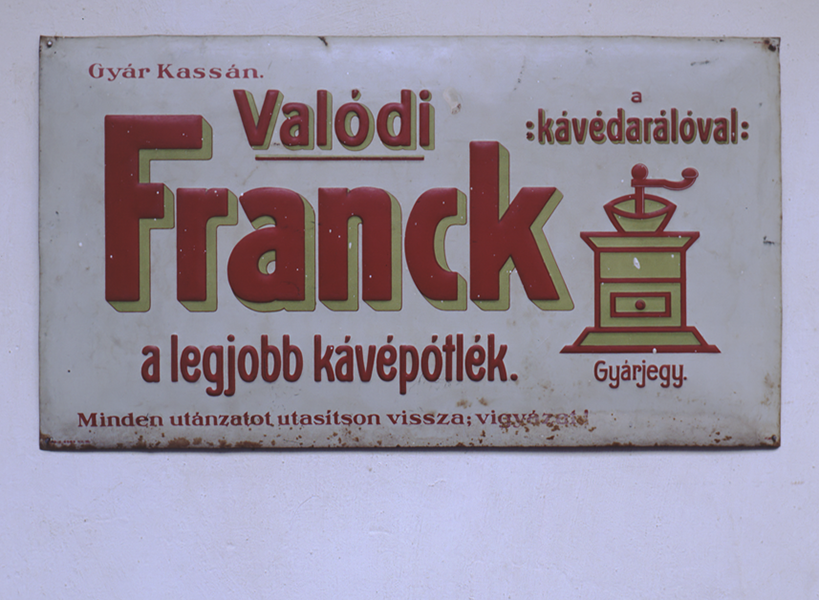 Gyár Kassán.
Valódi
Franck
a
:kávédarálóval:
a legjobb kávépótlék.
Gyárjegy.
Minden utánzatot utasítson vissza;